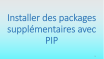 Installer des packages
supplémentaires avec
PIP